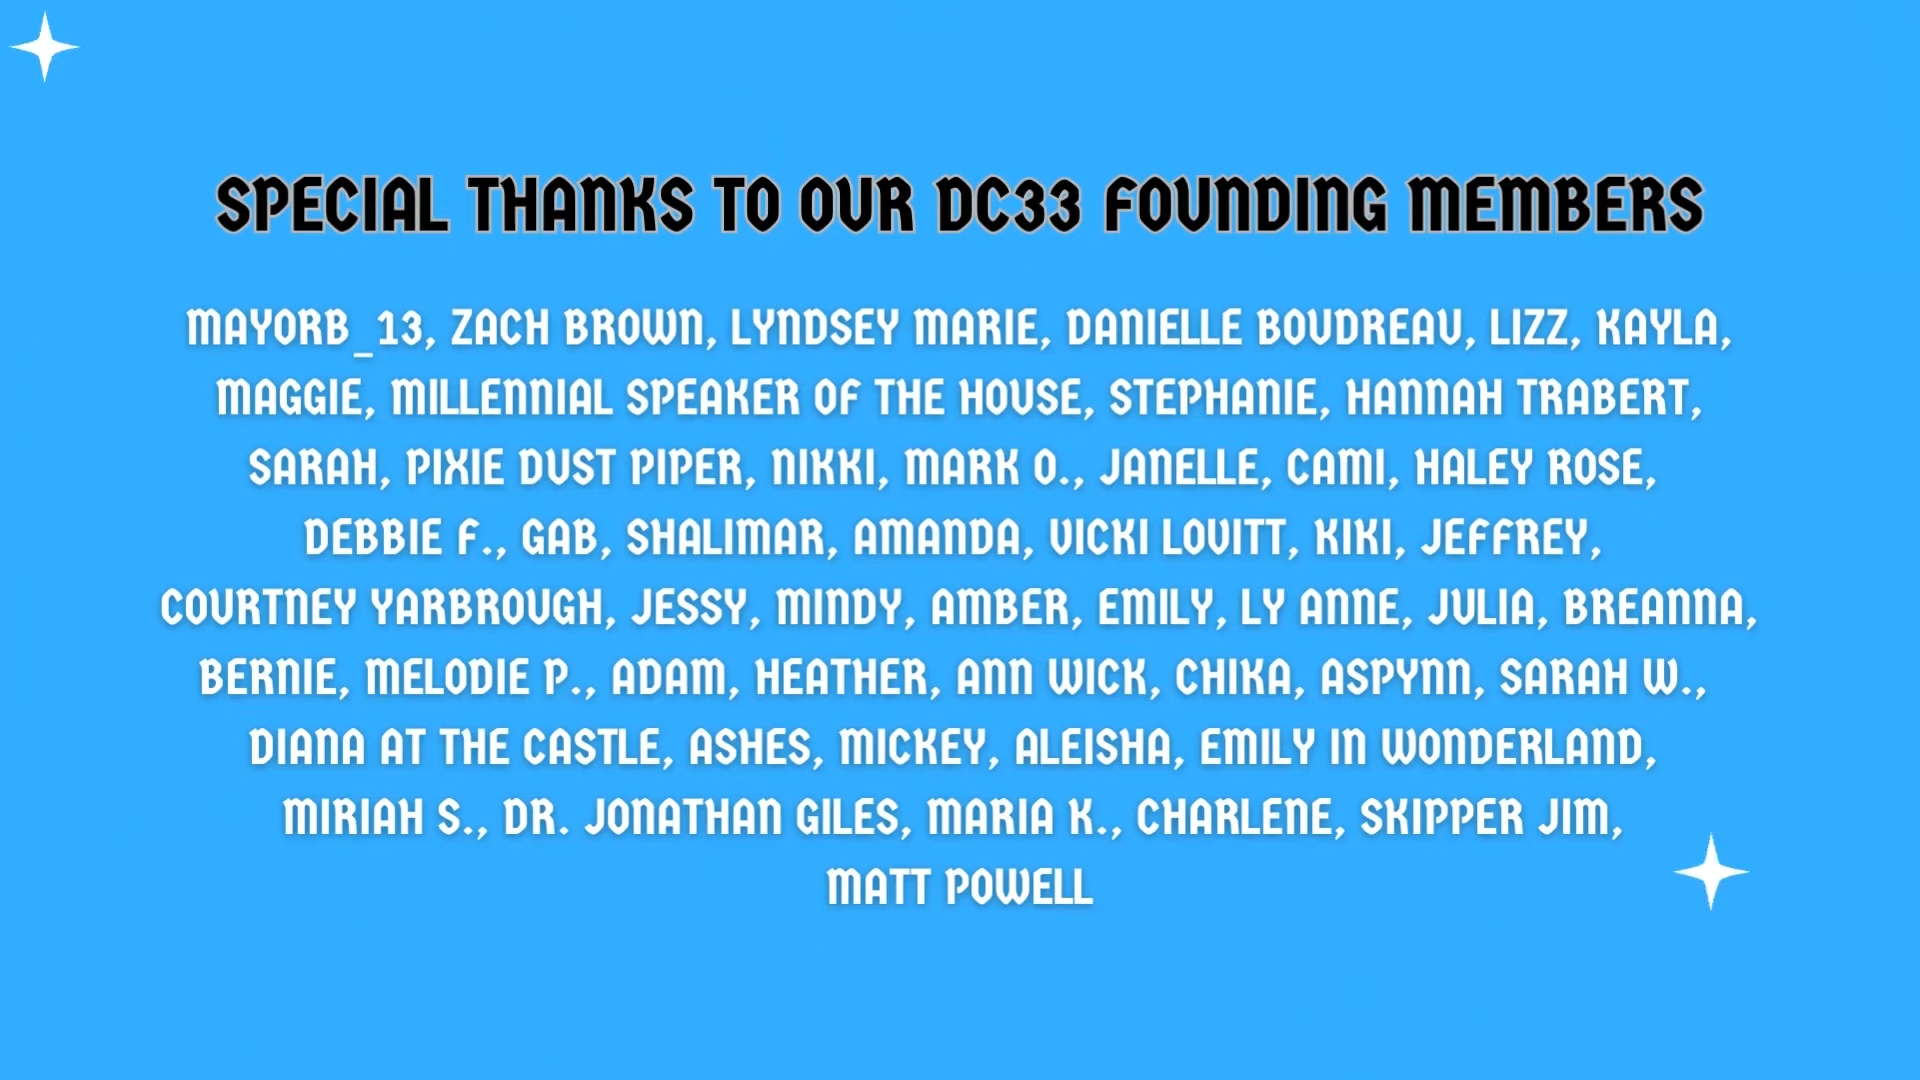 SPECIAL THANKS TO OUR DC33 FOUNDING MEMBERS
MAYORB_13, ZACH BROWN, LYNDSEY MARIE, DANIELLE BOUDREAU, LIZZ, KAYLA,
MAGGIE, MILLENNIAL SPEAKER OF THE HOUSE, STEPHANIE, HANNAH TRABERT,
SARAH, PIXIE DUST PIPER, NIKKI, MARK O., JANELLE, CAMI, HALEY ROSE,
DEBBIE F., GAB, SHALIMAR, AMANDA, VICKI LOVITT, KIKI, JEFFREY,
COURTNEY YARBROUGH, JESSY, MINDY, AMBER, EMILY, LY ANNE, JULIA, BREANNA,
BERNIE, MELODIE P., ADAM, HEATHER, ANN WICK, CHIKA, ASPYNN, SARAH W.,
DIANA AT THE CASTLE, ASHES, MICKEY, ALEISHA, EMILY IN WONDERLAND,
MIRIAH S., DR. JONATHAN GILES, MARIA K., CHARLENE, SKIPPER JIM,
MATT POWELL